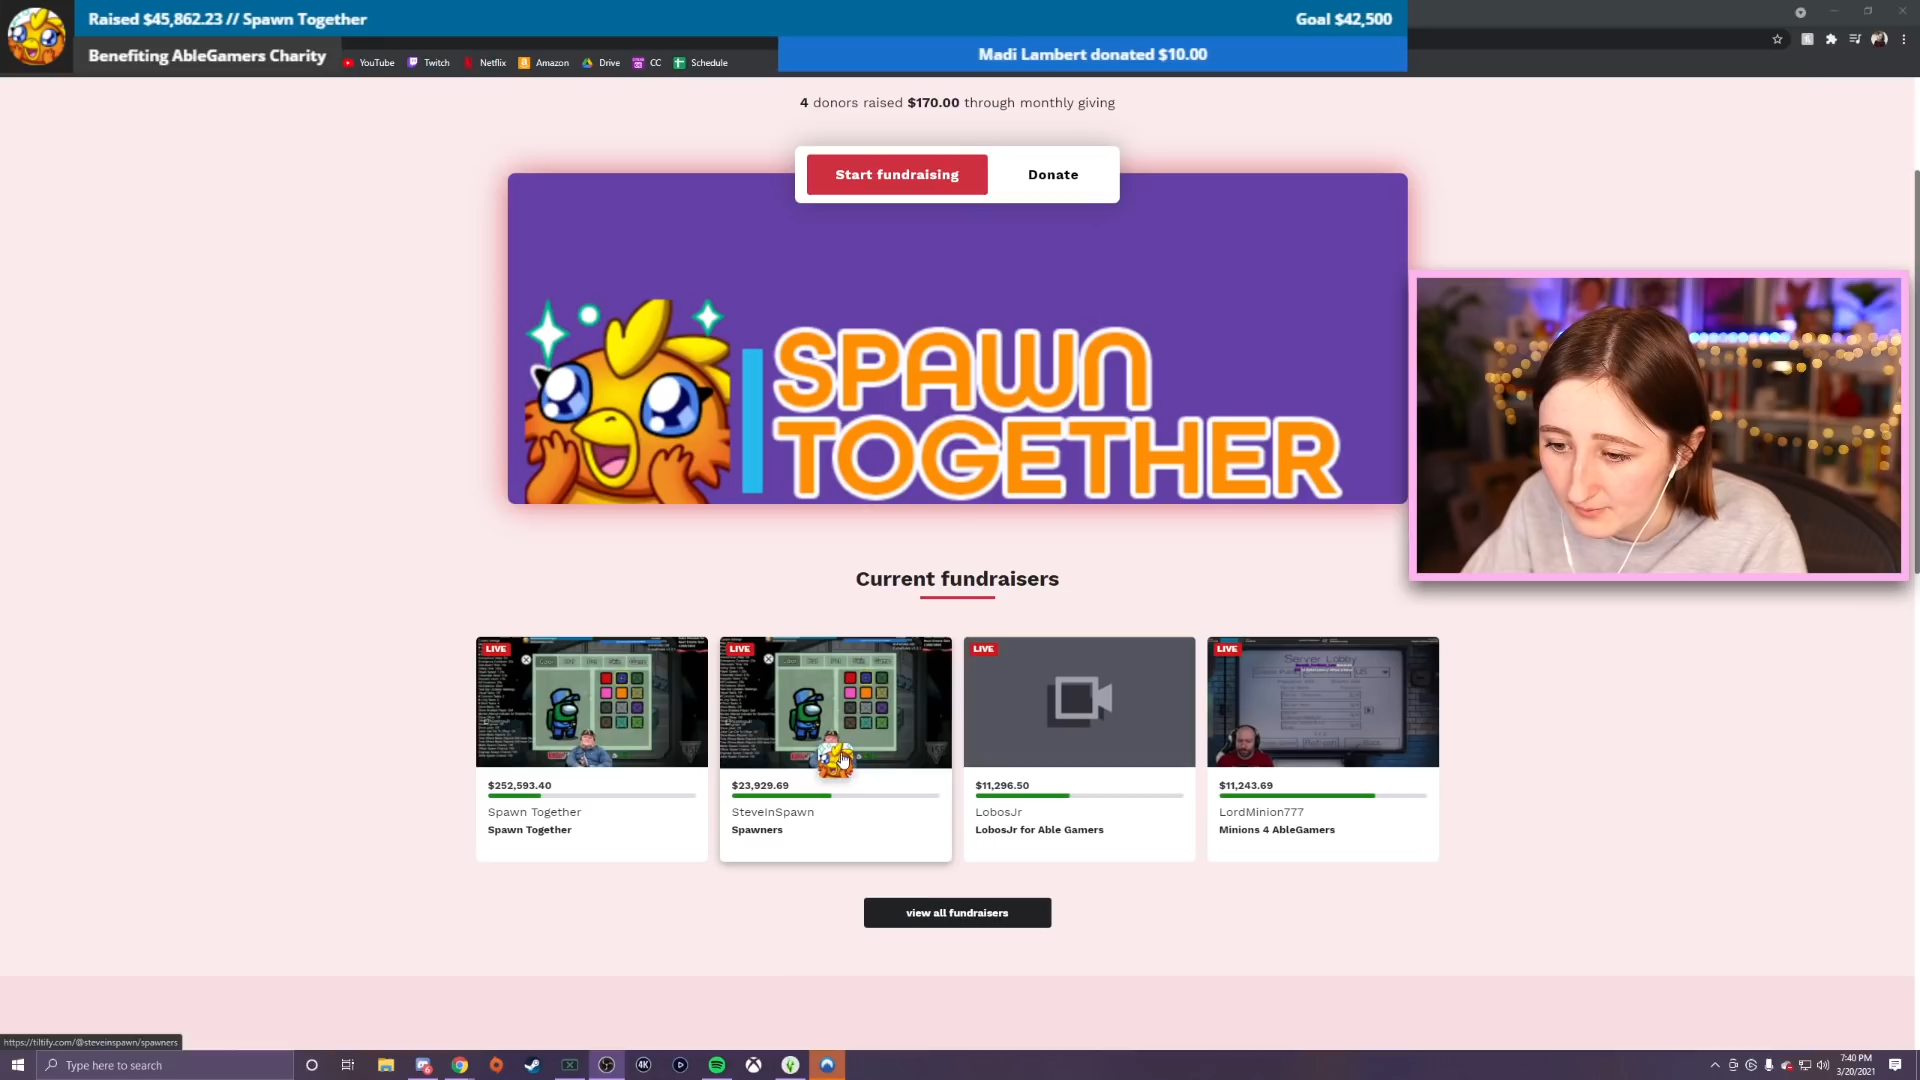 Raised $45,862.23 // Spawn Together
Goal $42,500
Benefiting AbleGamers Charity
YouTube
Twitch
Netflix
Amazon
Drive
CC
Schedule
Madi Lambert donated $10.00
4 donors raised $170.00 through monthly giving
Start fundraising
Donate
SPAWN
TOGETHER
Current fundraisers
LIVE
LIVE
LIVE
LIVE
Server Lobby
$252,593.40
$23,929.69
$11,296.50
$11,243.69
Spawn Together
SteveInSpawn
LobosJr
LordMinion777
Spawn Together
Spawners
LobosJr for Able Gamers
Minions 4 AbleGamers
view all fundraisers
https://tiltify.com/@steveinspawn/spawners
Type here to search
4K
7:40 PM
3/20/2021